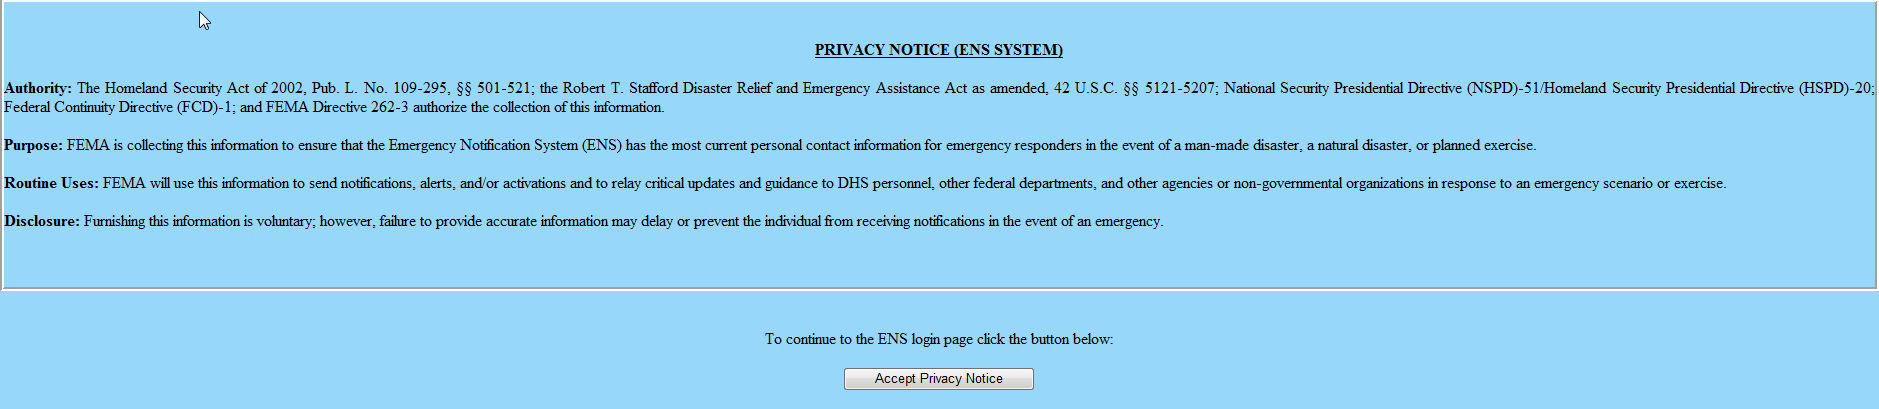 PRIVACY NOTICE (ENS SYSTEM)
Authority: The Homeland Security Act of 2002, Pub. L. No. 109-295, §§ 501-521; the Robert T. Stafford Disaster Relief and Emergency Assistance Act as amended, 42 U.S.C. §§ 5121-5207; National Security Presidential Directive (NSPD)-51/Homeland Security Presidential Directive (HSPD)-20;
Federal Continuity Directive (FCD)-1; and FEMA Directive 262-3 authorize the collection of this information.
Purpose: FEMA is collecting this information to ensure that the Emergency Notification System (ENS) has the most current personal contact information for emergency responders in the event of a man-made disaster, a natural disaster, or planned exercise.
Routine Uses: FEMA will use this information to send notifications, alerts, and/or activations and to relay critical updates and guidance to DHS personnel, other federal departments, and other agencies or non-governmental organizations in response to an emergency scenario or exercise.
Disclosure: Furnishing this information is voluntary; however, failure to provide accurate information may delay or prevent the individual from receiving notifications in the event of an emergency.
To continue to the ENS login page click the button below:
Accept Privacy Notice